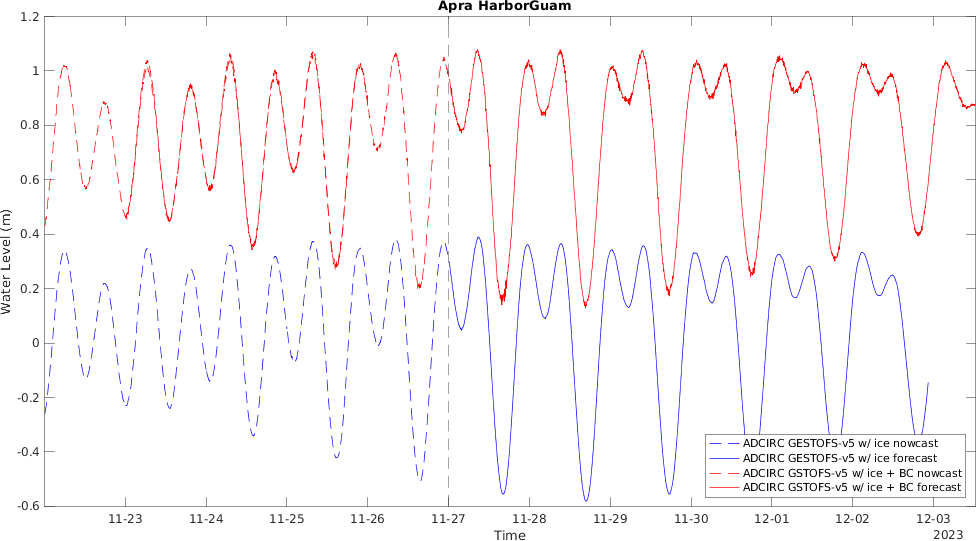 Apra HarborGuam
1.2
1
0.8
0.6
0.4
0.2
0
-0.2
-0.4
-0.6
Water Level (m)
ADCIRC GESTOFS-v5 w/ ice nowcast
ADCIRC GESTOFS-v5 w/ ice forecast
ADCIRC GSTOFS-v5 w/ ice + BC nowcast
ADCIRC GSTOFS-v5 w/ ice + BC forecast
11-23 11-24 11-25 11-26 11-27 11-28 11-29 11-30 12-01 12-02 12-03
Time
2023